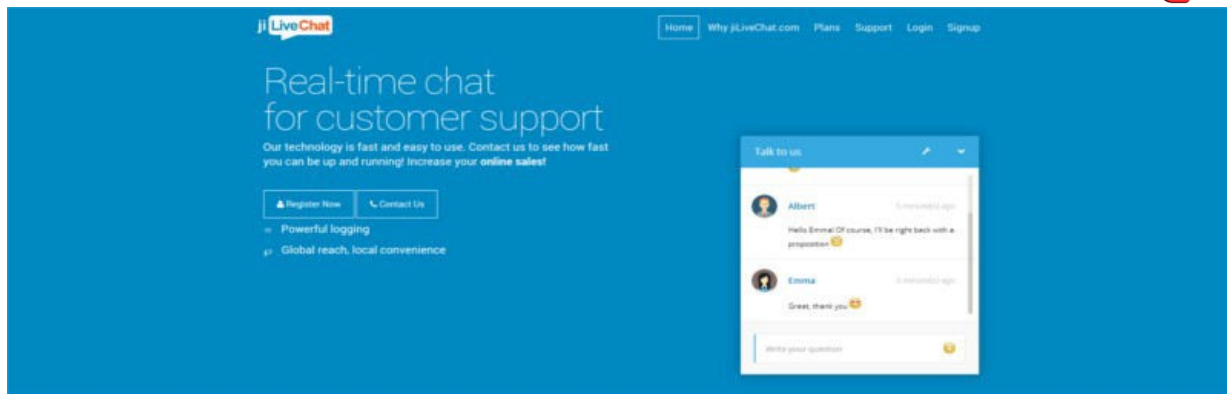 ji LiveChat
Home Why jiLiveChat.com Plans Support Login Signup
Real-time chat
for customer support
Our technology is fast and easy to use. Contact us to see how fast
you can be up and running! Increase your online sales!
Register Now Contact Us
Powerful logging
Global reach, local convenience
Talk to us
Albert 5 minute(s) ago
Hello Emma! Of course, I'll be right back with a
proposition
Emma
Great, thank you
Write your question